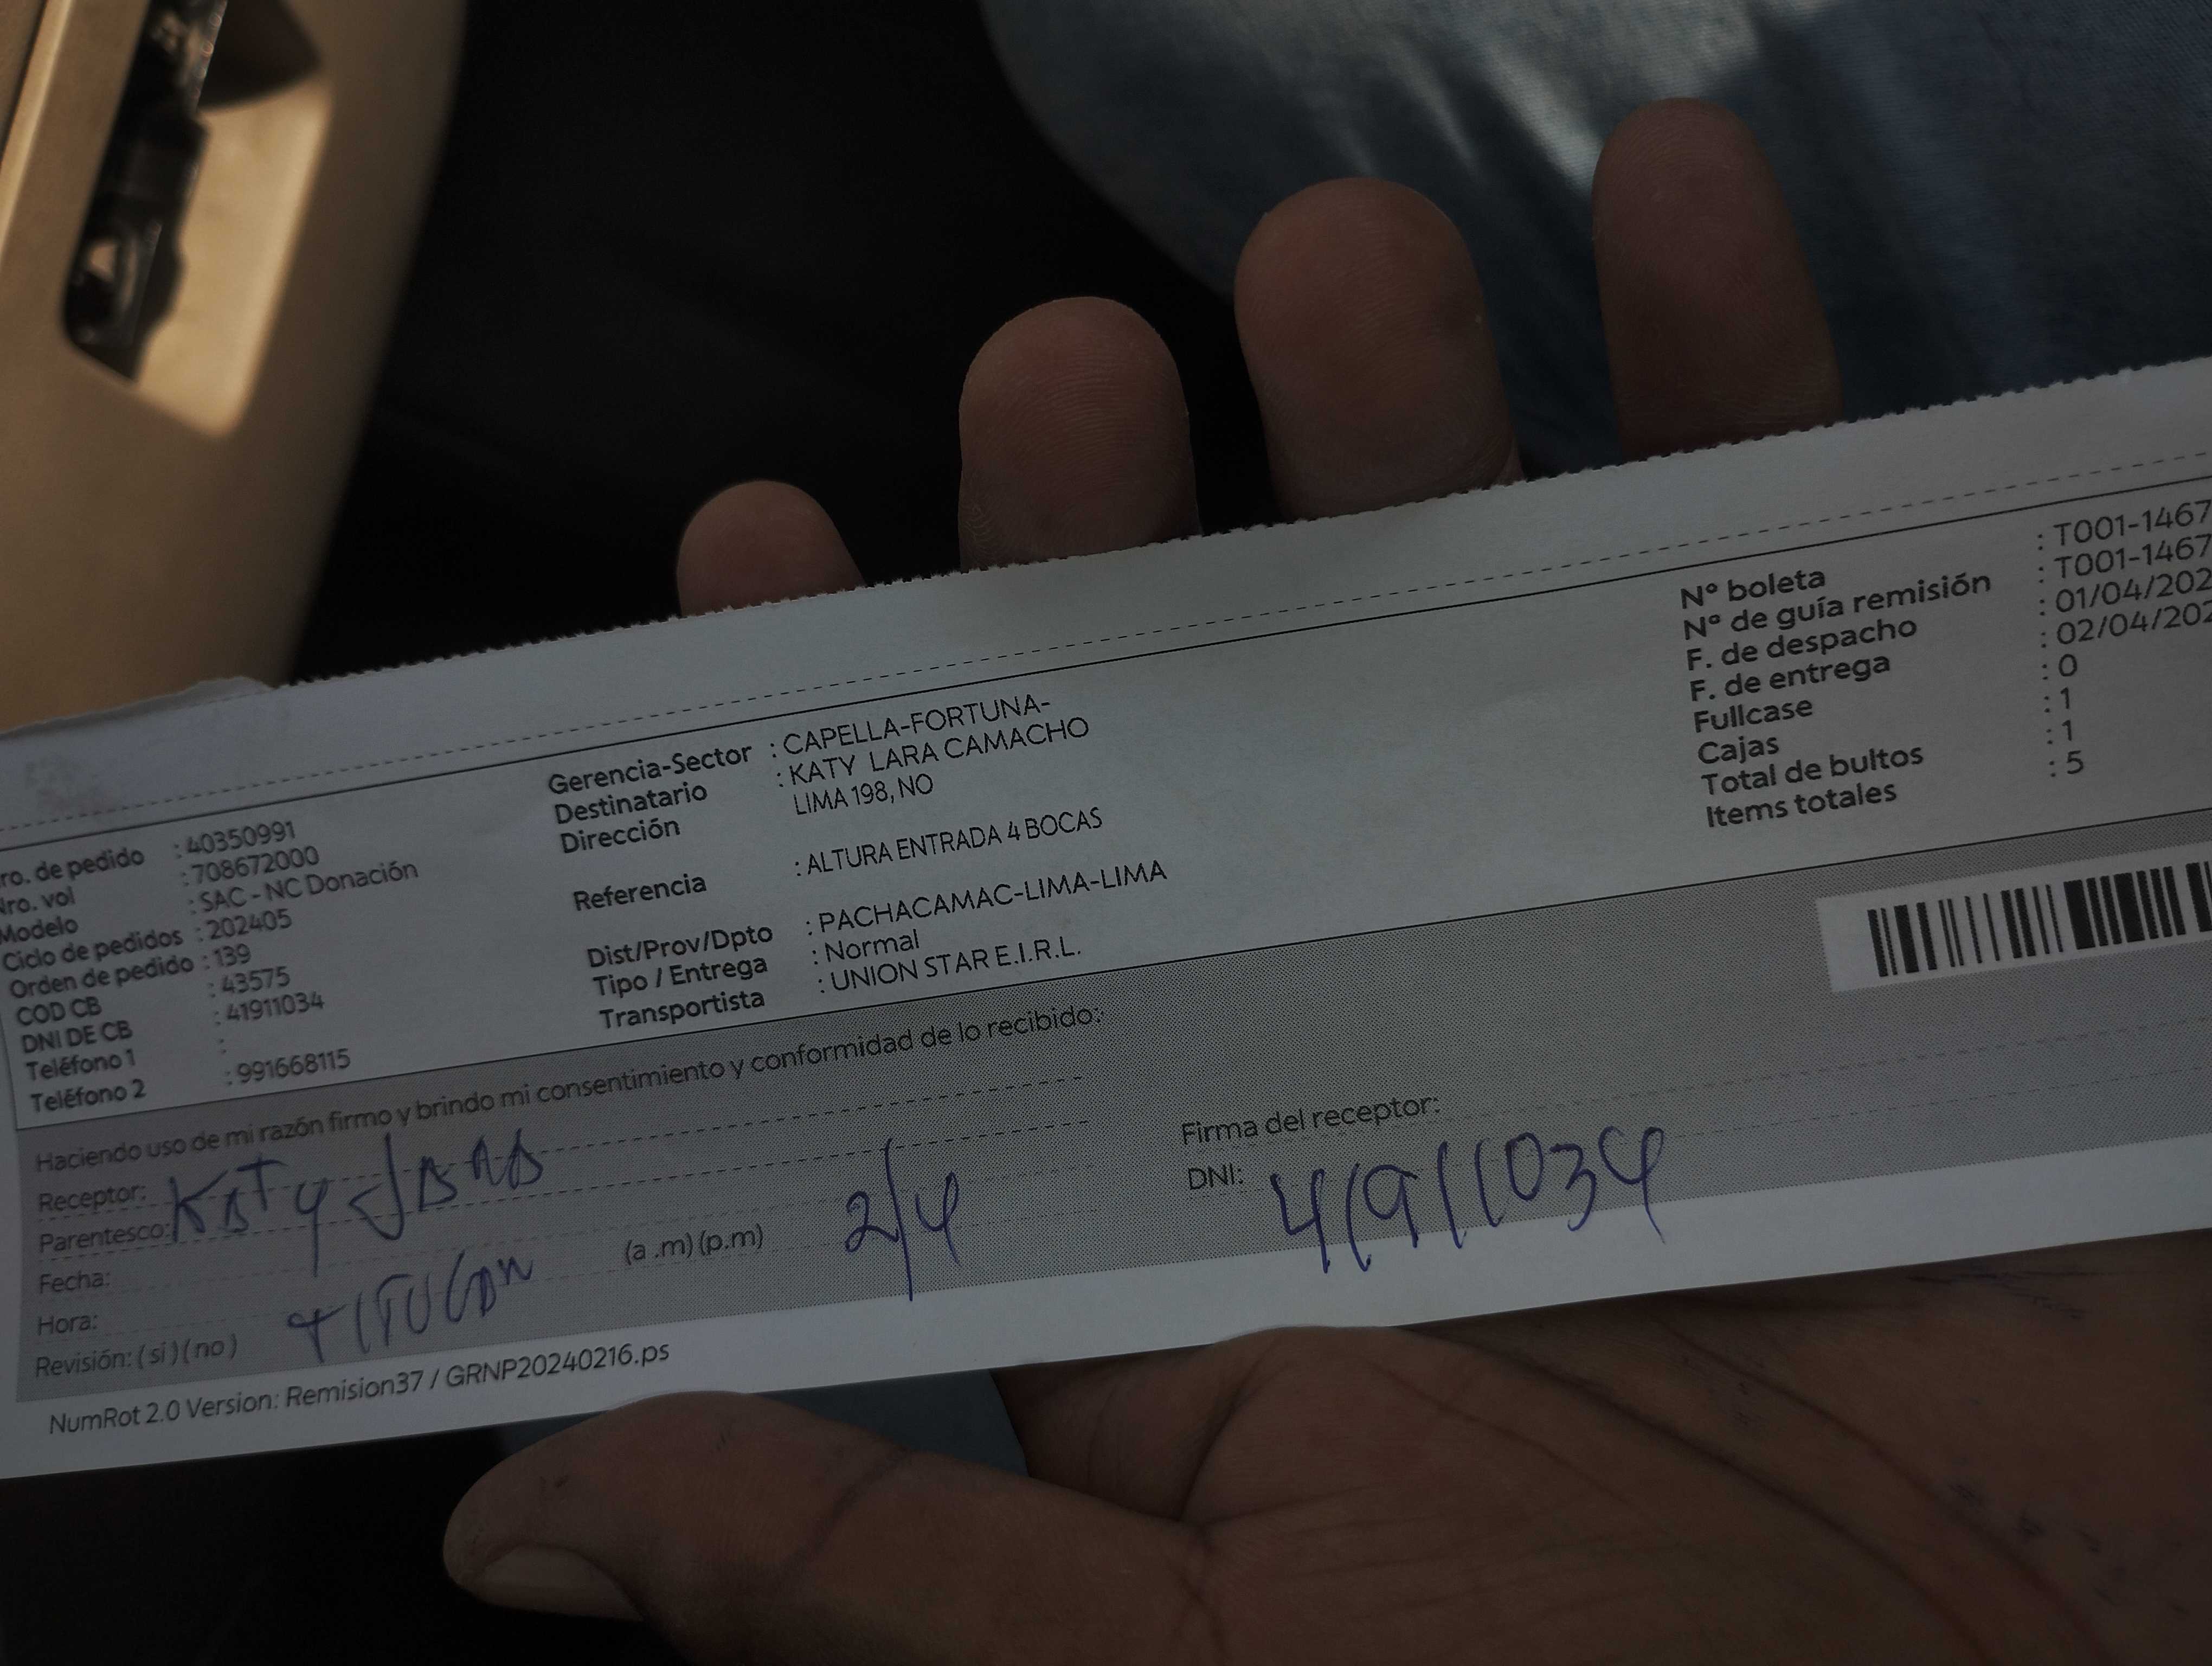 ro. de pedido : 40350991
Nro. vol : 708672000
Modelo : SAC - NC Donación
Ciclo de pedidos : 202405
Orden de pedido : 139
COD CB : 43575
DNI DE CB : 41911034
Teléfono 1 :
Teléfono 2 : 991668115
Gerencia-Sector : CAPELLA-FORTUNA-
Destinatario : KATY LARA CAMACHO
Dirección LIMA 198, NO
Referencia : ALTURA ENTRADA 4 BOCAS
Dist/Prov/Dpto : PACHACAMAC-LIMA-LIMA
Tipo / Entrega : Normal
Transportista : UNION STAR E.I.R.L.
Nº boleta : T001-1467
Nº de guía remisión : T001-1467
F. de despacho : 01/04/202
F. de entrega : 02/04/202
Fullcase : 0
Cajas : 1
Total de bultos : 1
Items totales : 5
Haciendo uso de mi razón firmo y brindo mi consentimiento y conformidad de lo recibido:
Receptor: KATY LARA
Parentesco:
Fecha:
Hora: (a .m) (p.m) 2/4
Revisión: ( si ) ( no ) TITULAR
Firma del receptor:
DNI: 41911034
NumRot 2.0 Version: Remision37 / GRNP20240216.ps